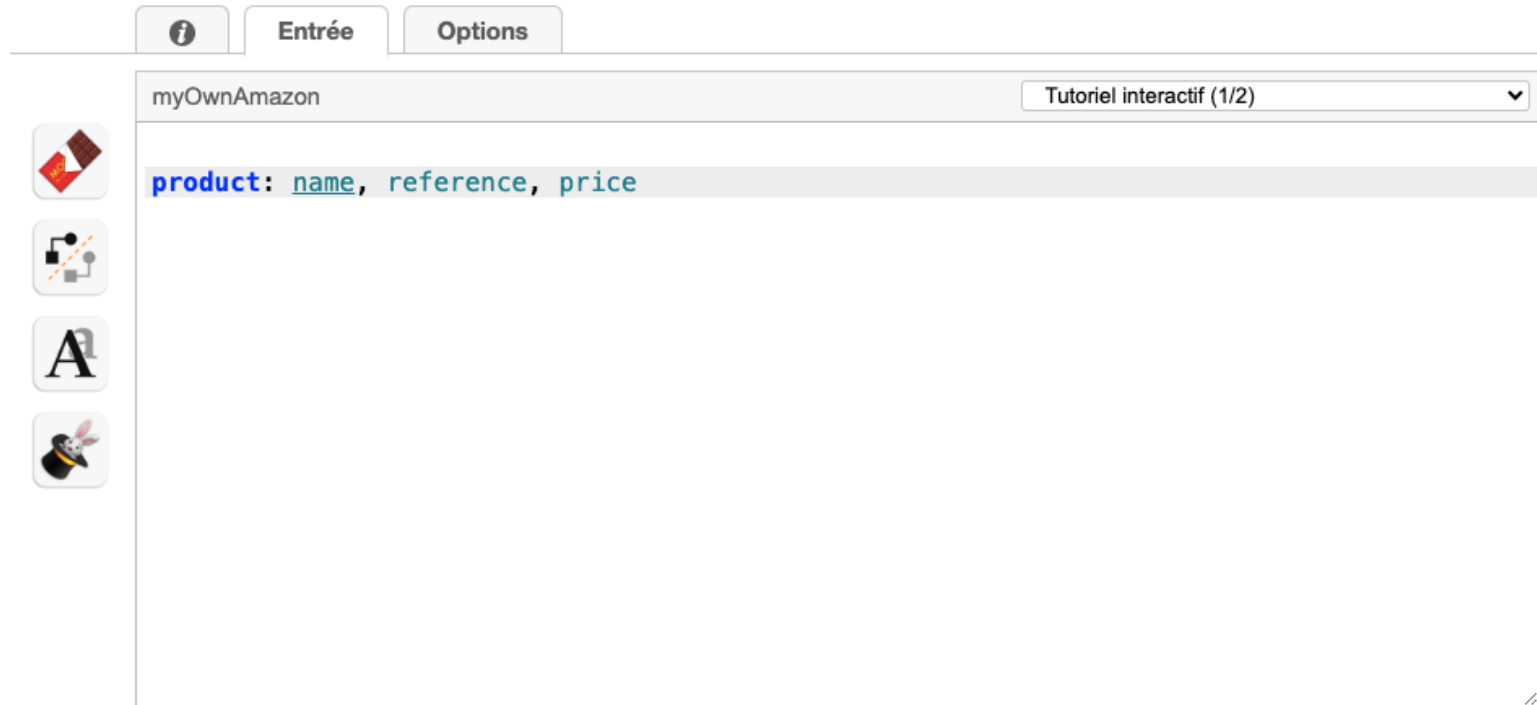 Entrée
Options
myOwnAmazon
Tutoriel interactif (1/2)
product: name, reference, price